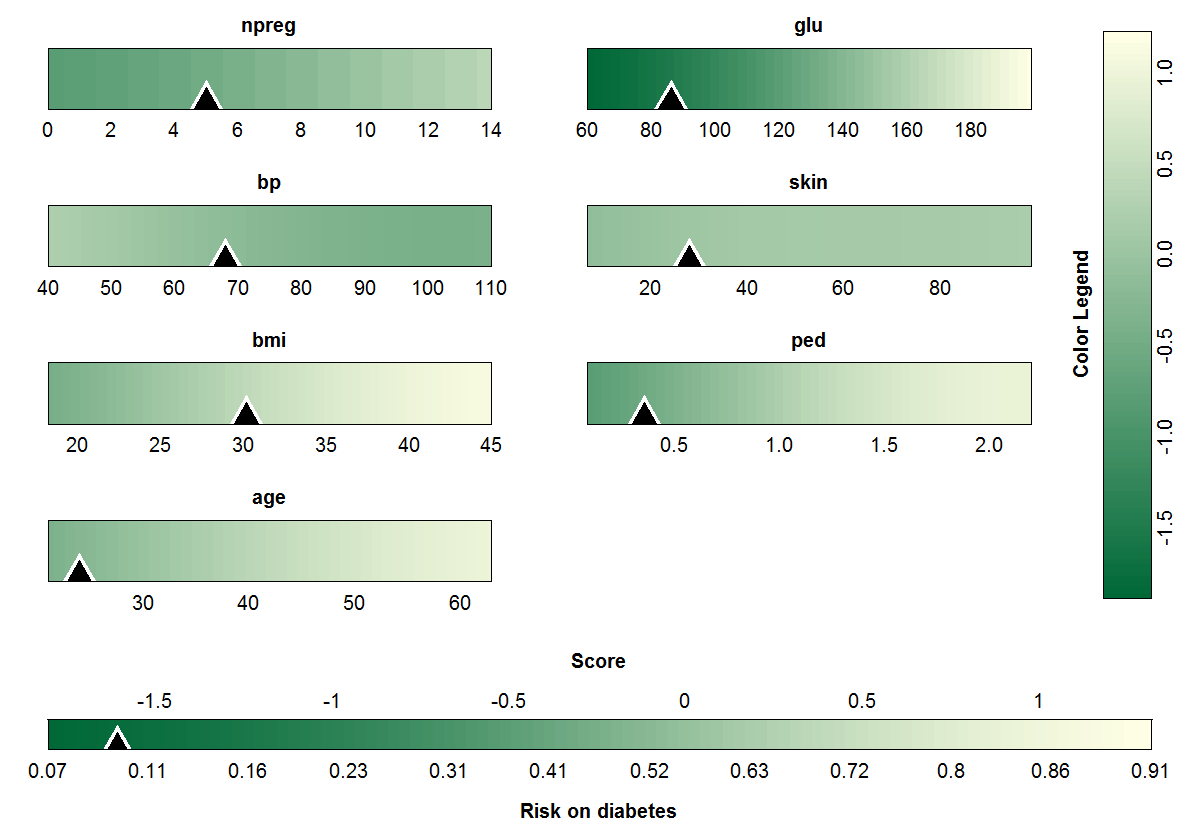 npreg
0 2 4 6 8 10 12 14
glu
60 80 100 120 140 160 180
bp
40 50 60 70 80 90 100 110
skin
20 40 60 80
bmi
20 25 30 35 40 45
ped
0.5 1.0 1.5 2.0
age
30 40 50 60
Color Legend
1.0
0.5
0.0
-0.5
-1.0
-1.5
Score
-1.5 -1 -0.5 0 0.5 1
0.07 0.11 0.16 0.23 0.31 0.41 0.52 0.63 0.72 0.8 0.86 0.91
Risk on diabetes